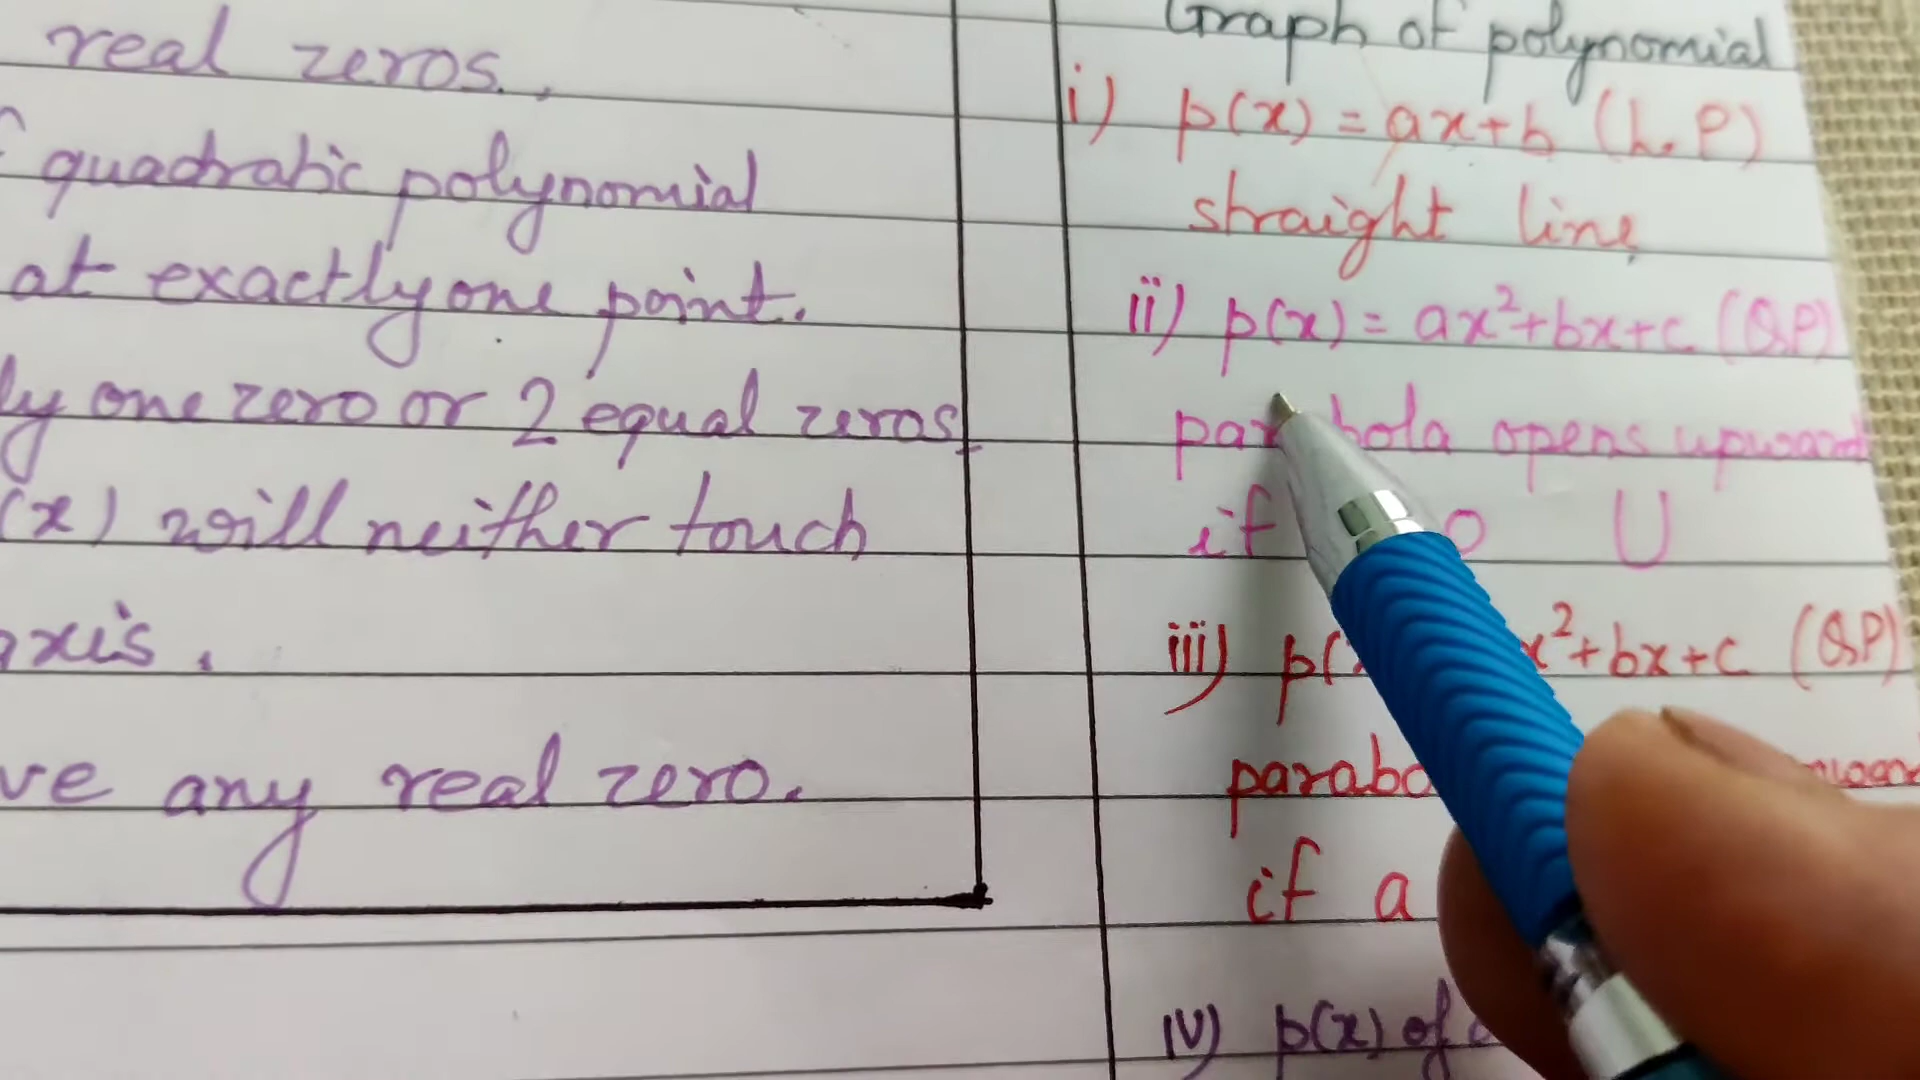 real zeros.
quadratic polynomial
at exactly one point.
ly one zero or 2 equal zeros.
(x) will neither touch
axis.
ve any real zero.
Graph of polynomial
i) p(x) = ax+b (L.P)
straight line
ii) p(x) = ax²+bx+c (Q.P)
opens upward
if 0 U
iii) p( x²+bx+c (Q.P)
parabo
if a
iv) p(x) of